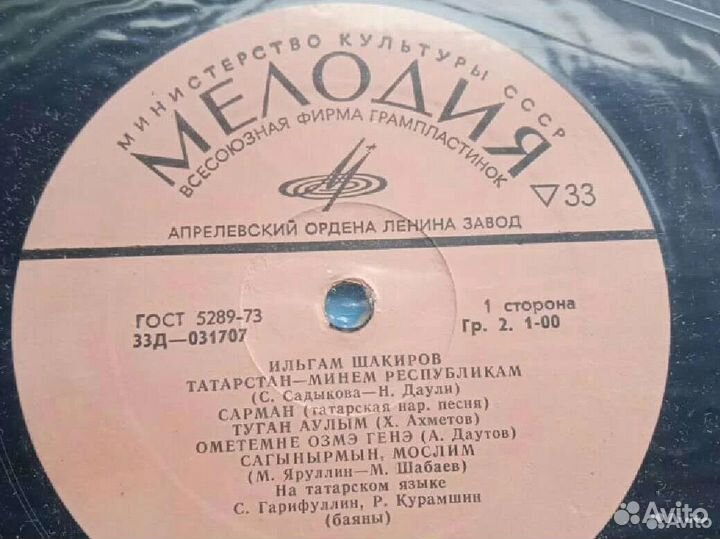 МИНИСТЕРСТВО КУЛЬТУРЫ СССР
МЕЛОДИЯ
ВСЕСОЮЗНАЯ ФИРМА ГРАМПЛАСТИНОК
33
АПРЕЛЕВСКИЙ ОРДЕНА ЛЕНИНА ЗАВОД
ГОСТ 5289-73
33Д—031707
1 сторона
Гр. 2. 1-00
ИЛЬГАМ ШАКИРОВ
ТАТАРСТАН—МИНЕМ РЕСПУБЛИКАМ
(С. Садыкова—Н. Даули)
САРМАН (татарская нар. песня)
ТУГАН АУЛЫМ (Х. Ахметов)
ОМЕТЕМНЕ ОЗМЭ ГЕНЭ (А. Даутов)
САГЫНЫРМЫН, МОСЛИМ
(М. Яруллин—М. Шабаев)
На татарском языке
С. Гарифуллин, Р. Курамшин
(баяны)
Avito
Avito